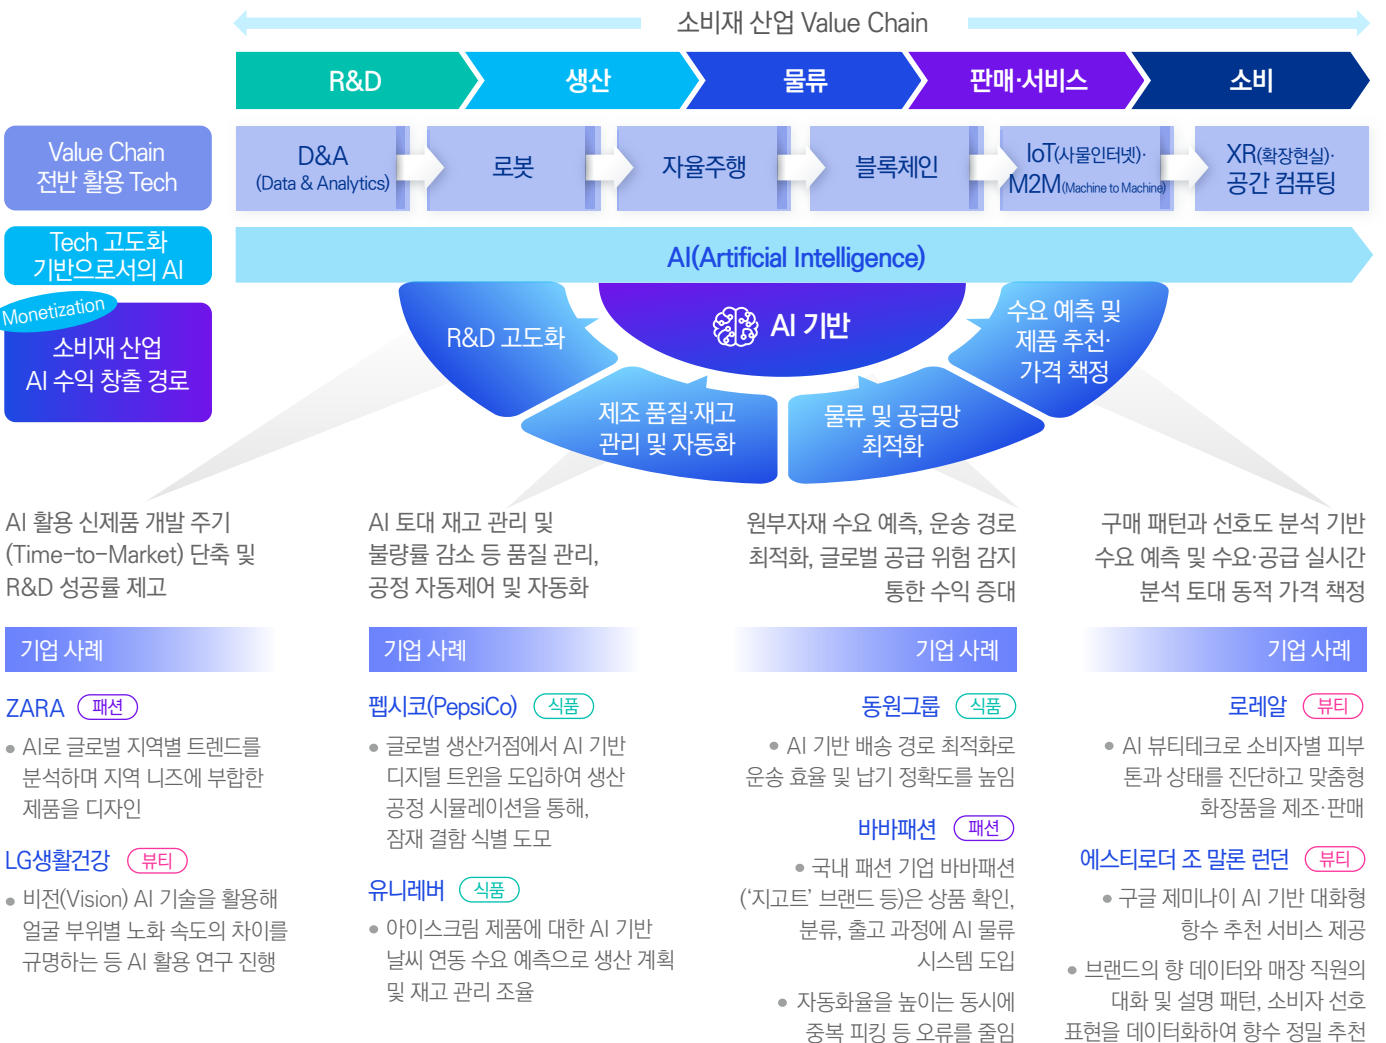 소비재 산업 Value Chain
R&D
생산
물류
판매·서비스
소비
Value Chain
전반 활용 Tech
D&A
(Data & Analytics)
로봇
자율주행
블록체인
IoT(사물인터넷)·
M2M(Machine to Machine)
XR(확장현실)·
공간 컴퓨팅
Tech 고도화
기반으로서의 AI
AI(Artificial Intelligence)
Monetization
소비재 산업
AI 수익 창출 경로
AI 기반
R&D 고도화
제조 품질·재고
관리 및 자동화
물류 및 공급망
최적화
수요 예측 및
제품 추천·
가격 책정
AI 활용 신제품 개발 주기
(Time-to-Market) 단축 및
R&D 성공률 제고
기업 사례
ZARA 패션
• AI로 글로벌 지역별 트렌드를
분석하며 지역 니즈에 부합한
제품을 디자인
LG생활건강 뷰티
• 비전(Vision) AI 기술을 활용해
얼굴 부위별 노화 속도의 차이를
규명하는 등 AI 활용 연구 진행
AI 토대 재고 관리 및
불량률 감소 등 품질 관리,
공정 자동제어 및 자동화
기업 사례
펩시코(PepsiCo) 식품
• 글로벌 생산거점에서 AI 기반
디지털 트윈을 도입하여 생산
공정 시뮬레이션을 통해,
잠재 결함 식별 도모
유니레버 식품
• 아이스크림 제품에 대한 AI 기반
날씨 연동 수요 예측으로 생산 계획
및 재고 관리 조율
원부자재 수요 예측, 운송 경로
최적화, 글로벌 공급 위험 감지
통한 수익 증대
기업 사례
동원그룹 식품
• AI 기반 배송 경로 최적화로
운송 효율 및 납기 정확도를 높임
바바패션 패션
• 국내 패션 기업 바바패션
(‘지고트’ 브랜드 등)은 상품 확인,
분류, 출고 과정에 AI 물류
시스템 도입
• 자동화율을 높이는 동시에
중복 피킹 등 오류를 줄임
구매 패턴과 선호도 분석 기반
수요 예측 및 수요·공급 실시간
분석 토대 동적 가격 책정
기업 사례
로레알 뷰티
• AI 뷰티테크로 소비자별 피부
톤과 상태를 진단하고 맞춤형
화장품을 제조·판매
에스티로더 조 말론 런던 뷰티
• 구글 제미나이 AI 기반 대화형
향수 추천 서비스 제공
• 브랜드의 향 데이터와 매장 직원의
대화 및 설명 패턴, 소비자 선호
표현을 데이터화하여 향수 정밀 추천